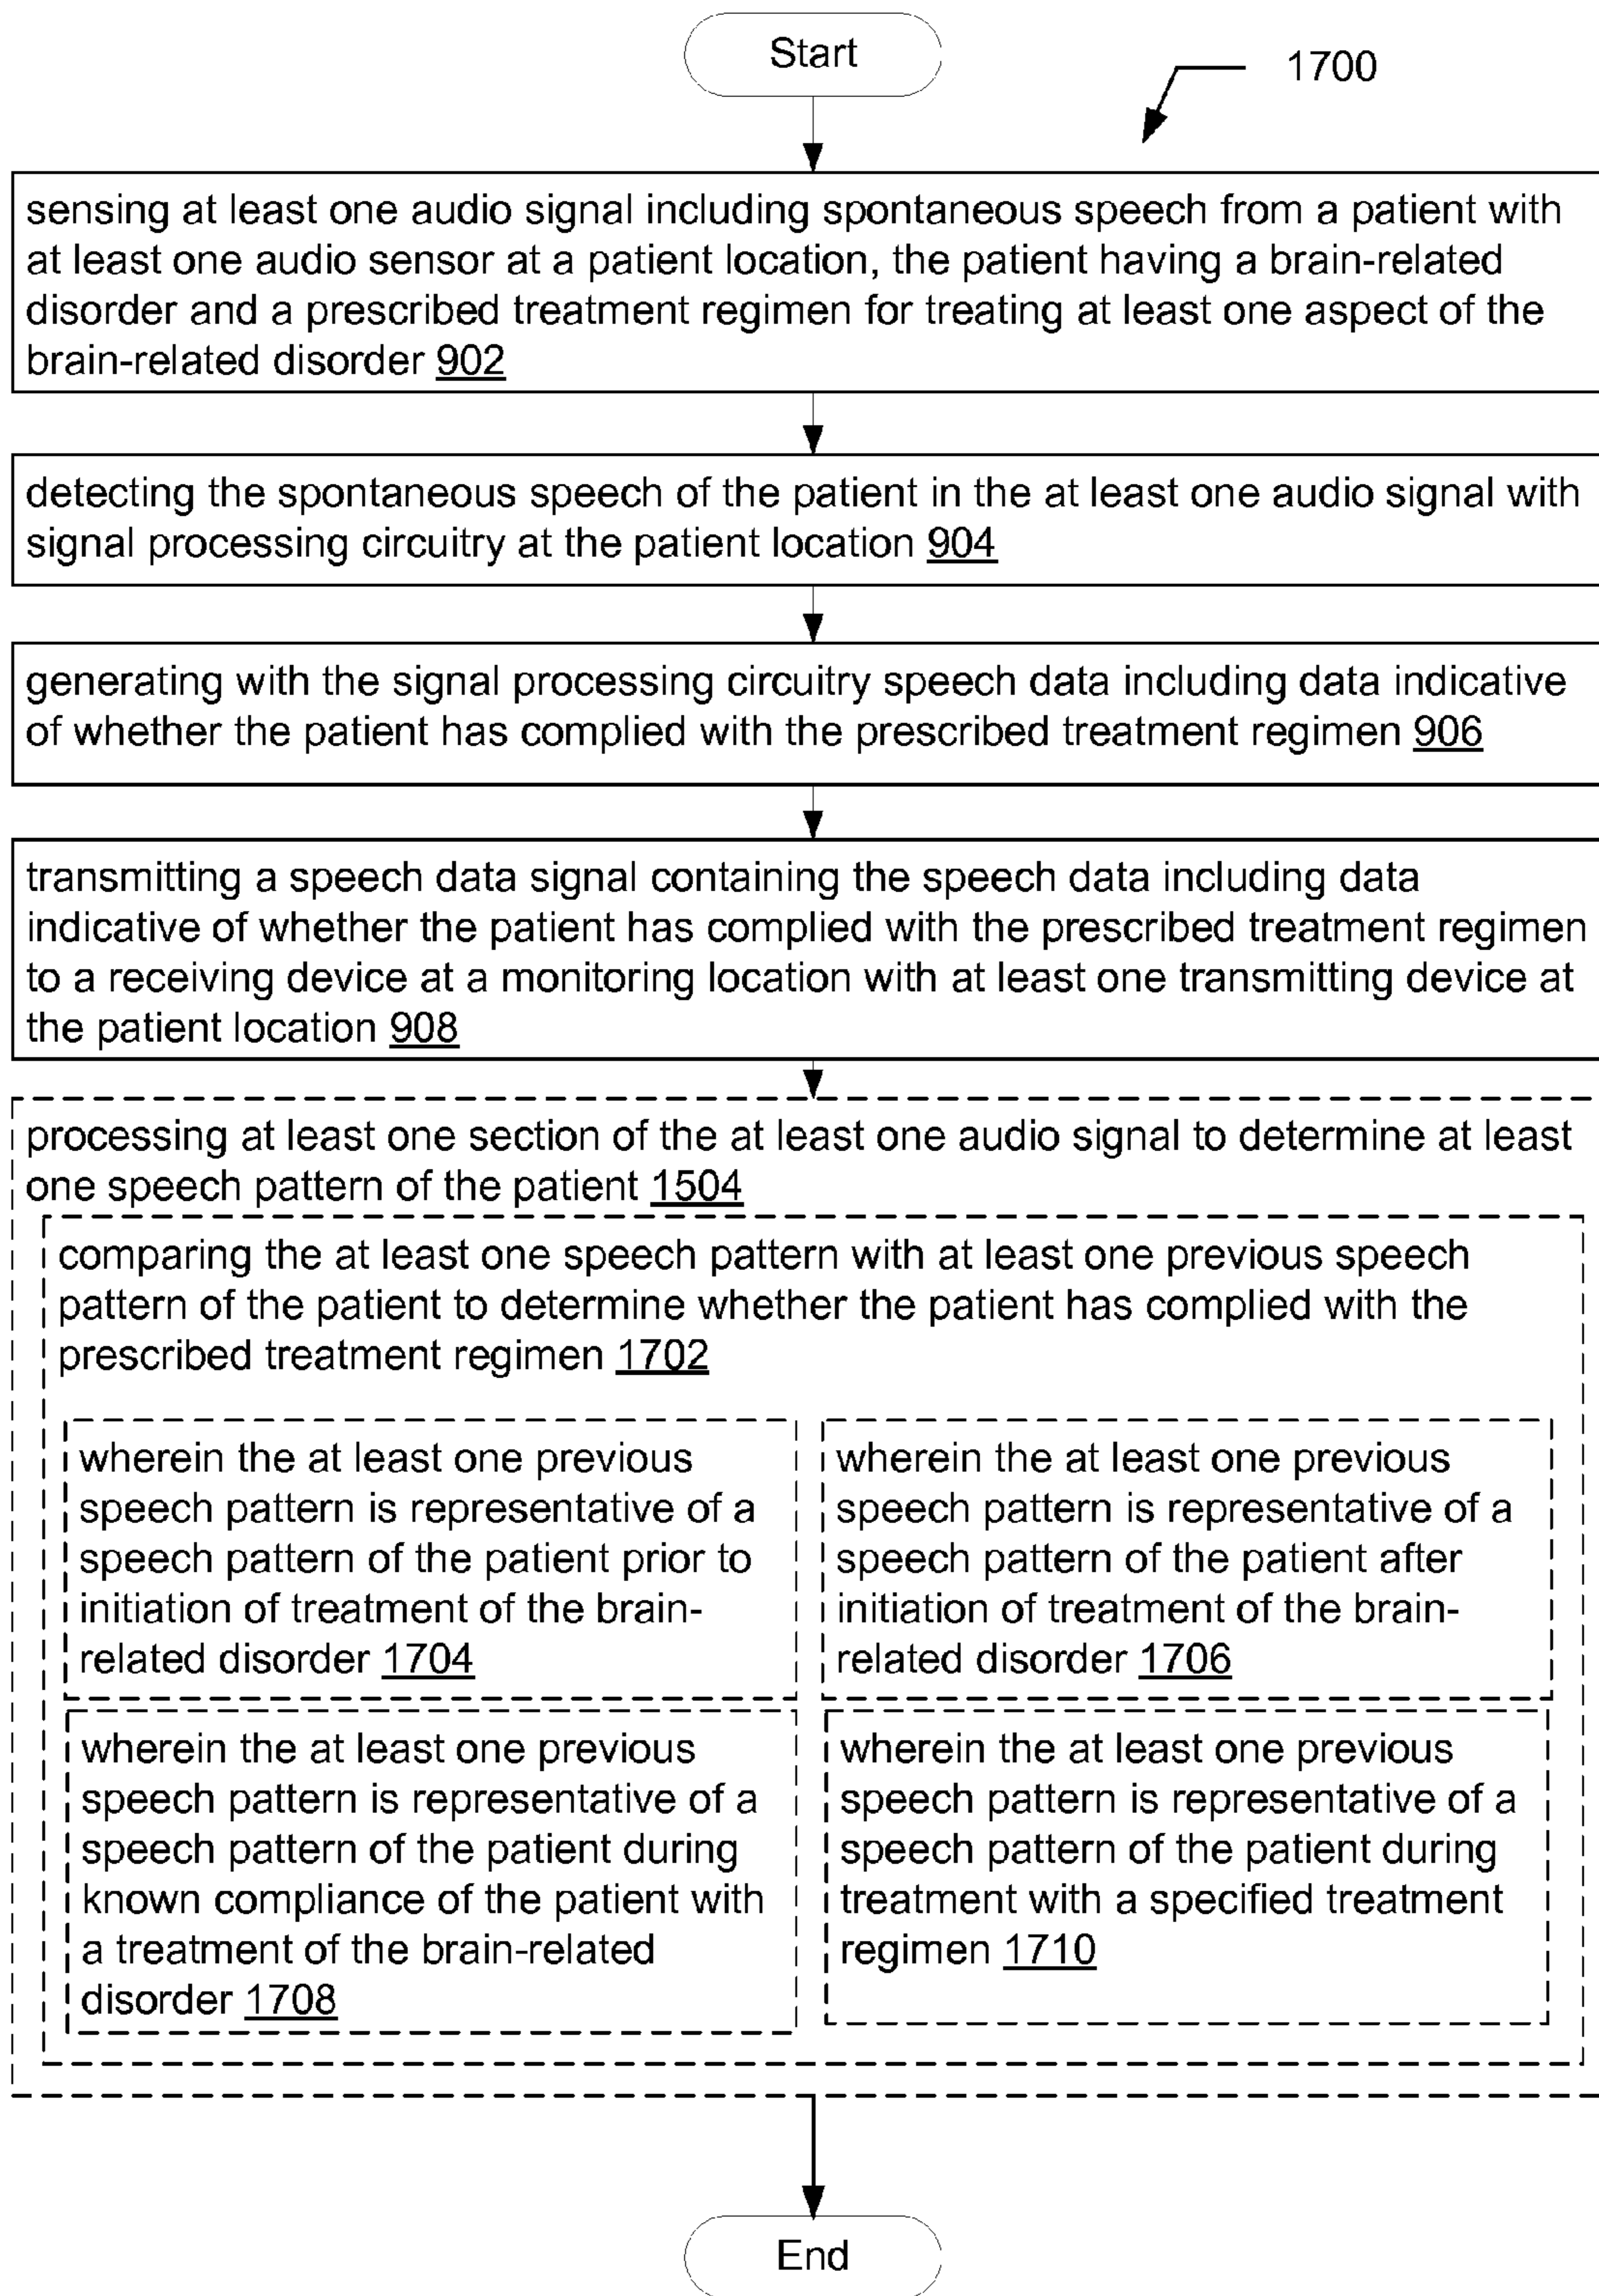 Start
1700
sensing at least one audio signal including spontaneous speech from a patient with
at least one audio sensor at a patient location, the patient having a brain-related
disorder and a prescribed treatment regimen for treating at least one aspect of the
brain-related disorder 902
detecting the spontaneous speech of the patient in the at least one audio signal with
signal processing circuitry at the patient location 904
generating with the signal processing circuitry speech data including data indicative
of whether the patient has complied with the prescribed treatment regimen 906
transmitting a speech data signal containing the speech data including data
indicative of whether the patient has complied with the prescribed treatment regimen
to a receiving device at a monitoring location with at least one transmitting device at
the patient location 908
processing at least one section of the at least one audio signal to determine at least
one speech pattern of the patient 1504
comparing the at least one speech pattern with at least one previous speech
pattern of the patient to determine whether the patient has complied with the
prescribed treatment regimen 1702
wherein the at least one previous
speech pattern is representative of a
speech pattern of the patient prior to
initiation of treatment of the brain-
related disorder 1704
wherein the at least one previous
speech pattern is representative of a
speech pattern of the patient after
initiation of treatment of the brain-
related disorder 1706
wherein the at least one previous
speech pattern is representative of a
speech pattern of the patient during
known compliance of the patient with
a treatment of the brain-related
disorder 1708
wherein the at least one previous
speech pattern is representative of a
speech pattern of the patient during
treatment with a specified treatment
regimen 1710
End